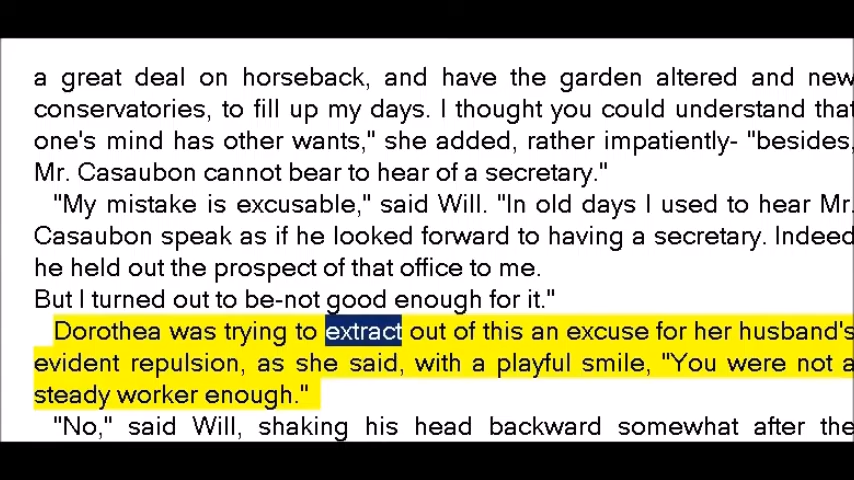 a great deal on horseback, and have the garden altered and new
conservatories, to fill up my days. I thought you could understand that
one's mind has other wants," she added, rather impatiently- "besides,
Mr. Casaubon cannot bear to hear of a secretary."
"My mistake is excusable," said Will. "In old days I used to hear Mr.
Casaubon speak as if he looked forward to having a secretary. Indeed
he held out the prospect of that office to me.
But I turned out to be-not good enough for it."
Dorothea was trying to extract out of this an excuse for her husband's
evident repulsion, as she said, with a playful smile, "You were not a
steady worker enough."
"No," said Will, shaking his head backward somewhat after the